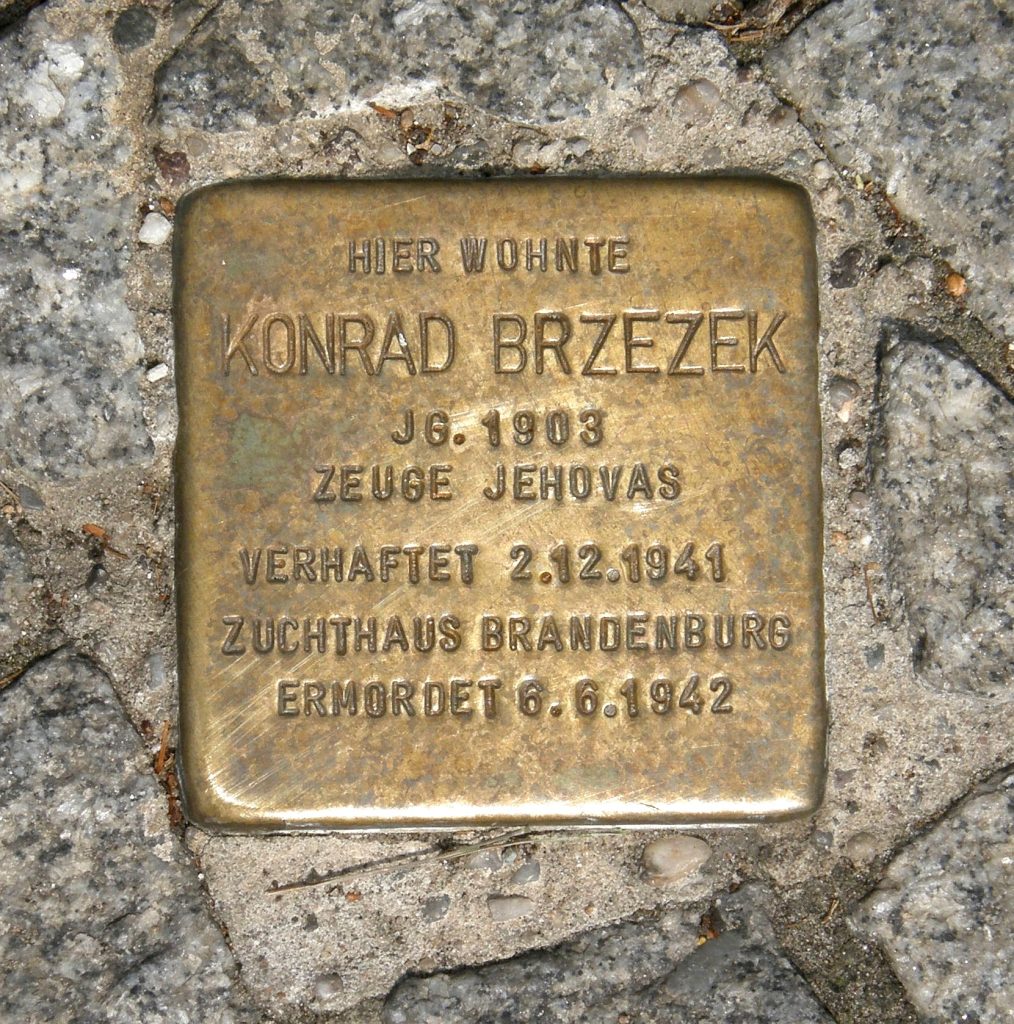 HIER WOHNTE
KONRAD BRZEZEK
JG. 1903
ZEUGE JEHOVAS
VERHAFTET 2.12.1941
ZUCHTHAUS BRANDENBURG
ERMORDET 6.6.1942